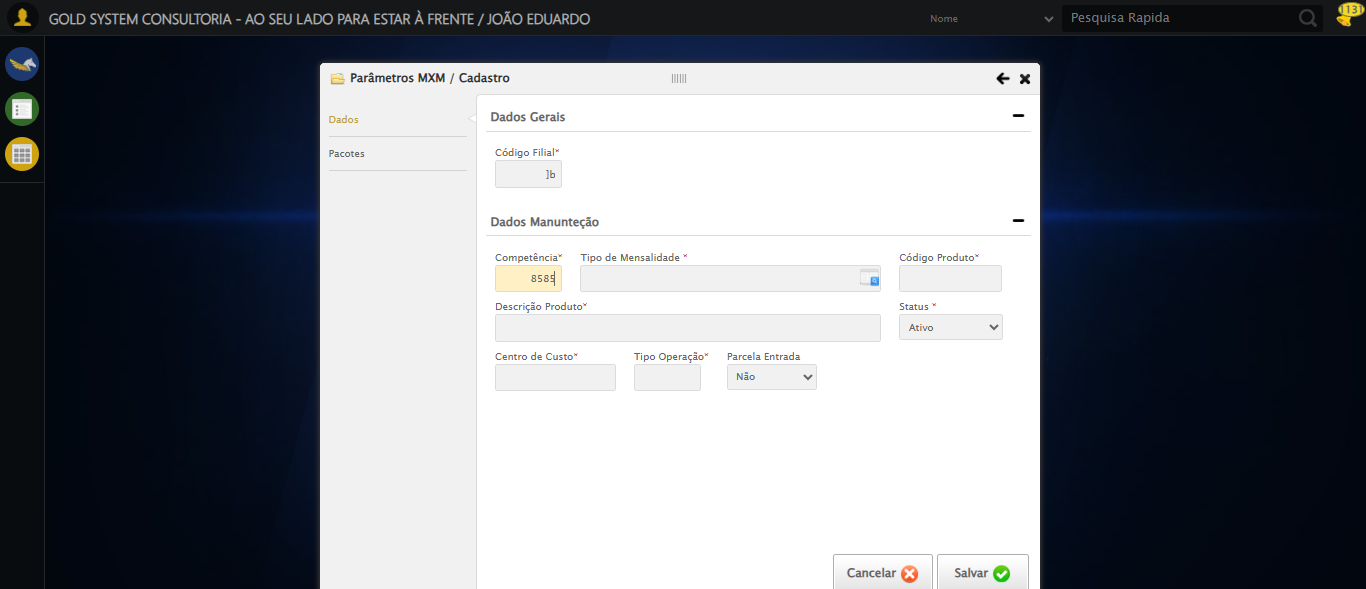 GOLD SYSTEM CONSULTORIA - AO SEU LADO PARA ESTAR À FRENTE / JOÃO EDUARDO
Nome
Pesquisa Rapida
113
Parâmetros MXM / Cadastro
Dados
Pacotes
Dados Gerais
Código Filial*
]b
Dados Manunteção
Competência* Tipo de Mensalidade * Código Produto*
8585
Descrição Produto* Status *
Ativo
Centro de Custo* Tipo Operação* Parcela Entrada
Não
Cancelar Salvar